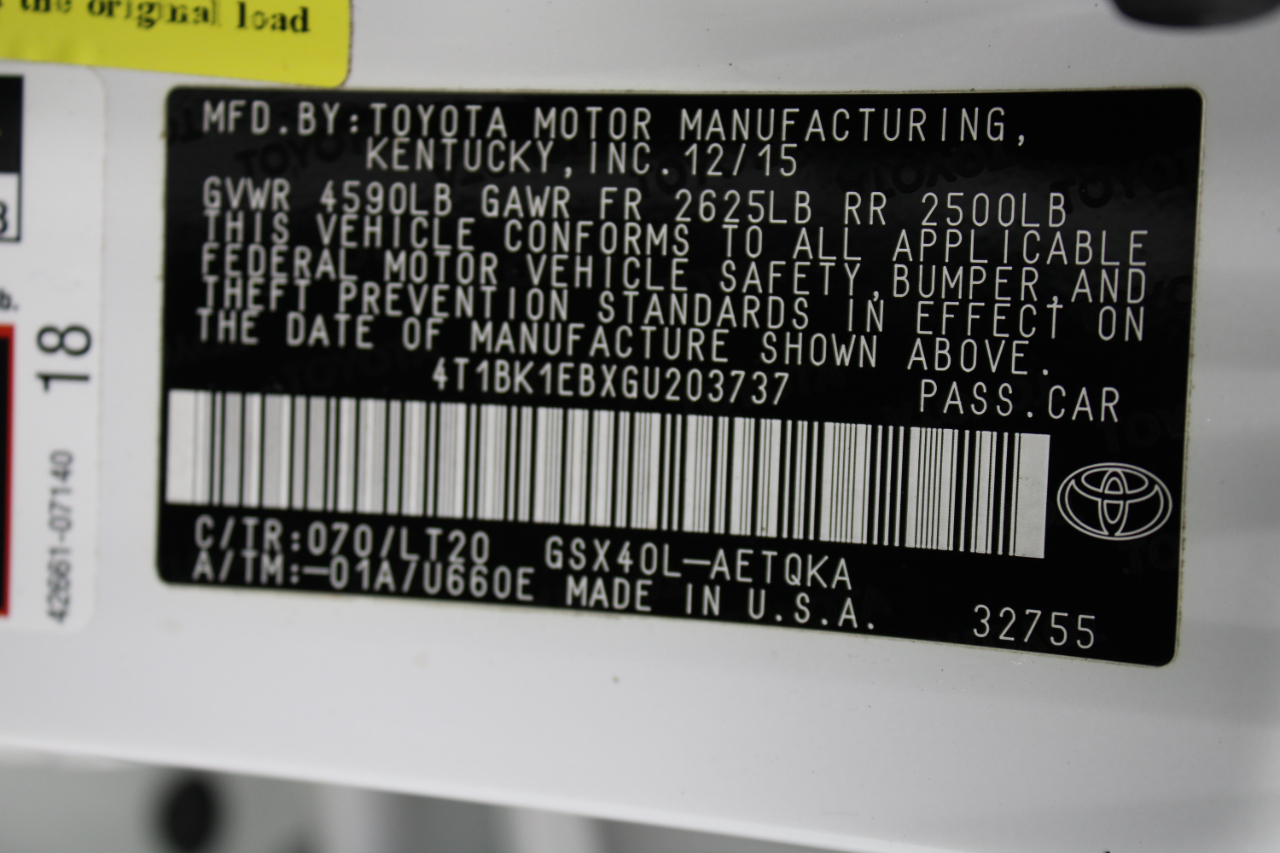 the original load
MFD.BY:TOYOTA MOTOR MANUFACTURING,
KENTUCKY,INC.12/15
GVWR 4590LB GAWR FR 2625LB RR 2500LB
THIS VEHICLE CONFORMS TO ALL APPLICABLE
FEDERAL MOTOR VEHICLE SAFETY,BUMPER,AND
THEFT PREVENTION STANDARDS IN EFFECT ON
THE DATE OF MANUFACTURE SHOWN ABOVE.
4T1BK1EBXGU203737 PASS.CAR
C/TR:070/LT20 GSX40L-AETQKA
A/TM:-01A/U660E MADE IN U.S.A. 32755
18
42661-07140